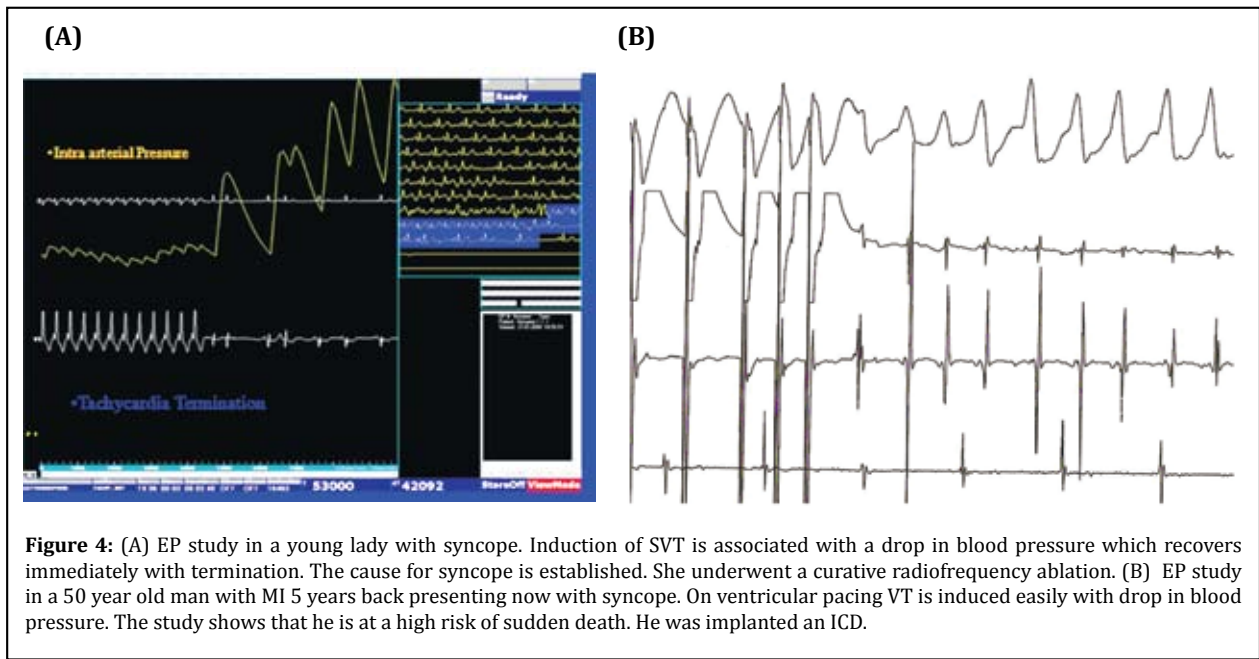 (A)
(B)
Ready
•Intra arterial Pressure
•Tachycardia Termination
53000
42092
StoreOff ViewMode
Figure 4: (A) EP study in a young lady with syncope. Induction of SVT is associated with a drop in blood pressure which recovers
immediately with termination. The cause for syncope is established. She underwent a curative radiofrequency ablation. (B) EP study
in a 50 year old man with MI 5 years back presenting now with syncope. On ventricular pacing VT is induced easily with drop in blood
pressure. The study shows that he is at a high risk of sudden death. He was implanted an ICD.